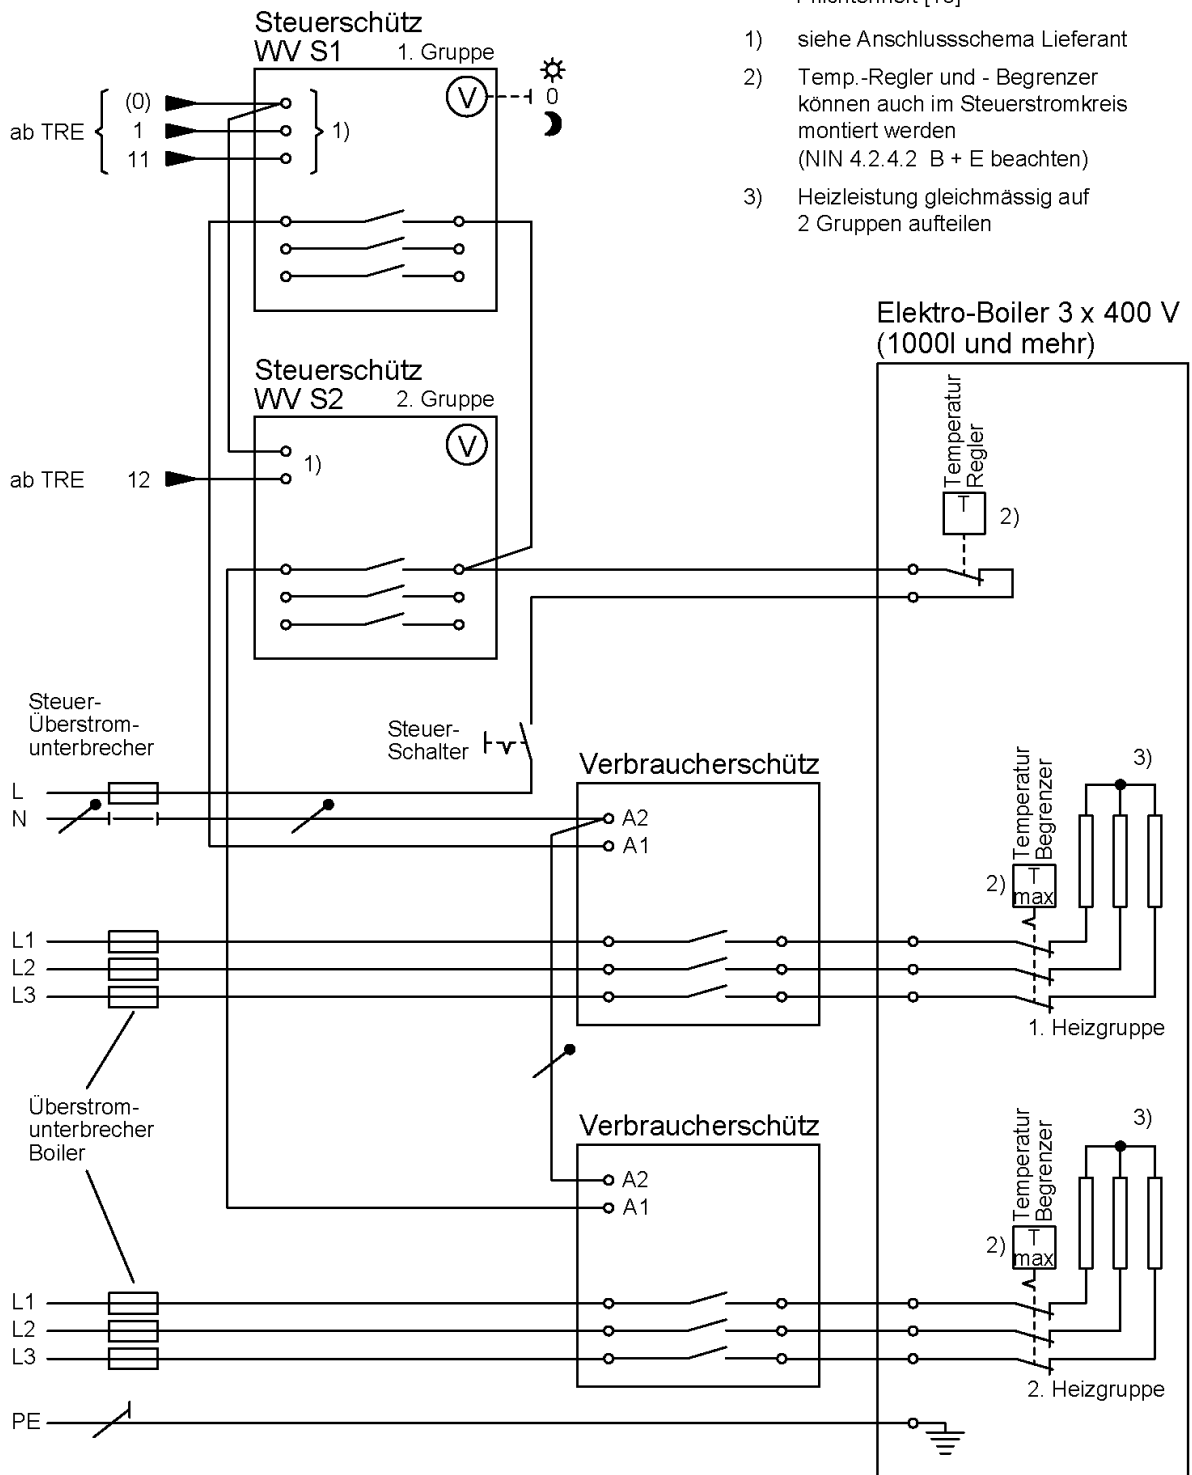 Steuerschütz
WV S1 1. Gruppe
1) siehe Anschlussschema Lieferant
2) Temp.-Regler und - Begrenzer
können auch im Steuerstromkreis
montiert werden
(NIN 4.2.4.2 B + E beachten)
3) Heizleistung gleichmässig auf
2 Gruppen aufteilen
V
0
ab TRE
(0)
1
11
1)
Elektro-Boiler 3 x 400 V
(1000l und mehr)
Steuerschütz
WV S2 2. Gruppe
V
1)
ab TRE 12
Temperatur
Regler
T
2)
Steuer-
Überstrom-
unterbrecher
Steuer-
Schalter
Verbraucherschütz
L
N
A2
A1
Temperatur
Begrenzer
3)
2)
T
max
L1
L2
L3
1. Heizgruppe
Überstrom-
unterbrecher
Boiler
Verbraucherschütz
A2
A1
Temperatur
Begrenzer
3)
2)
T
max
L1
L2
L3
2. Heizgruppe
PE